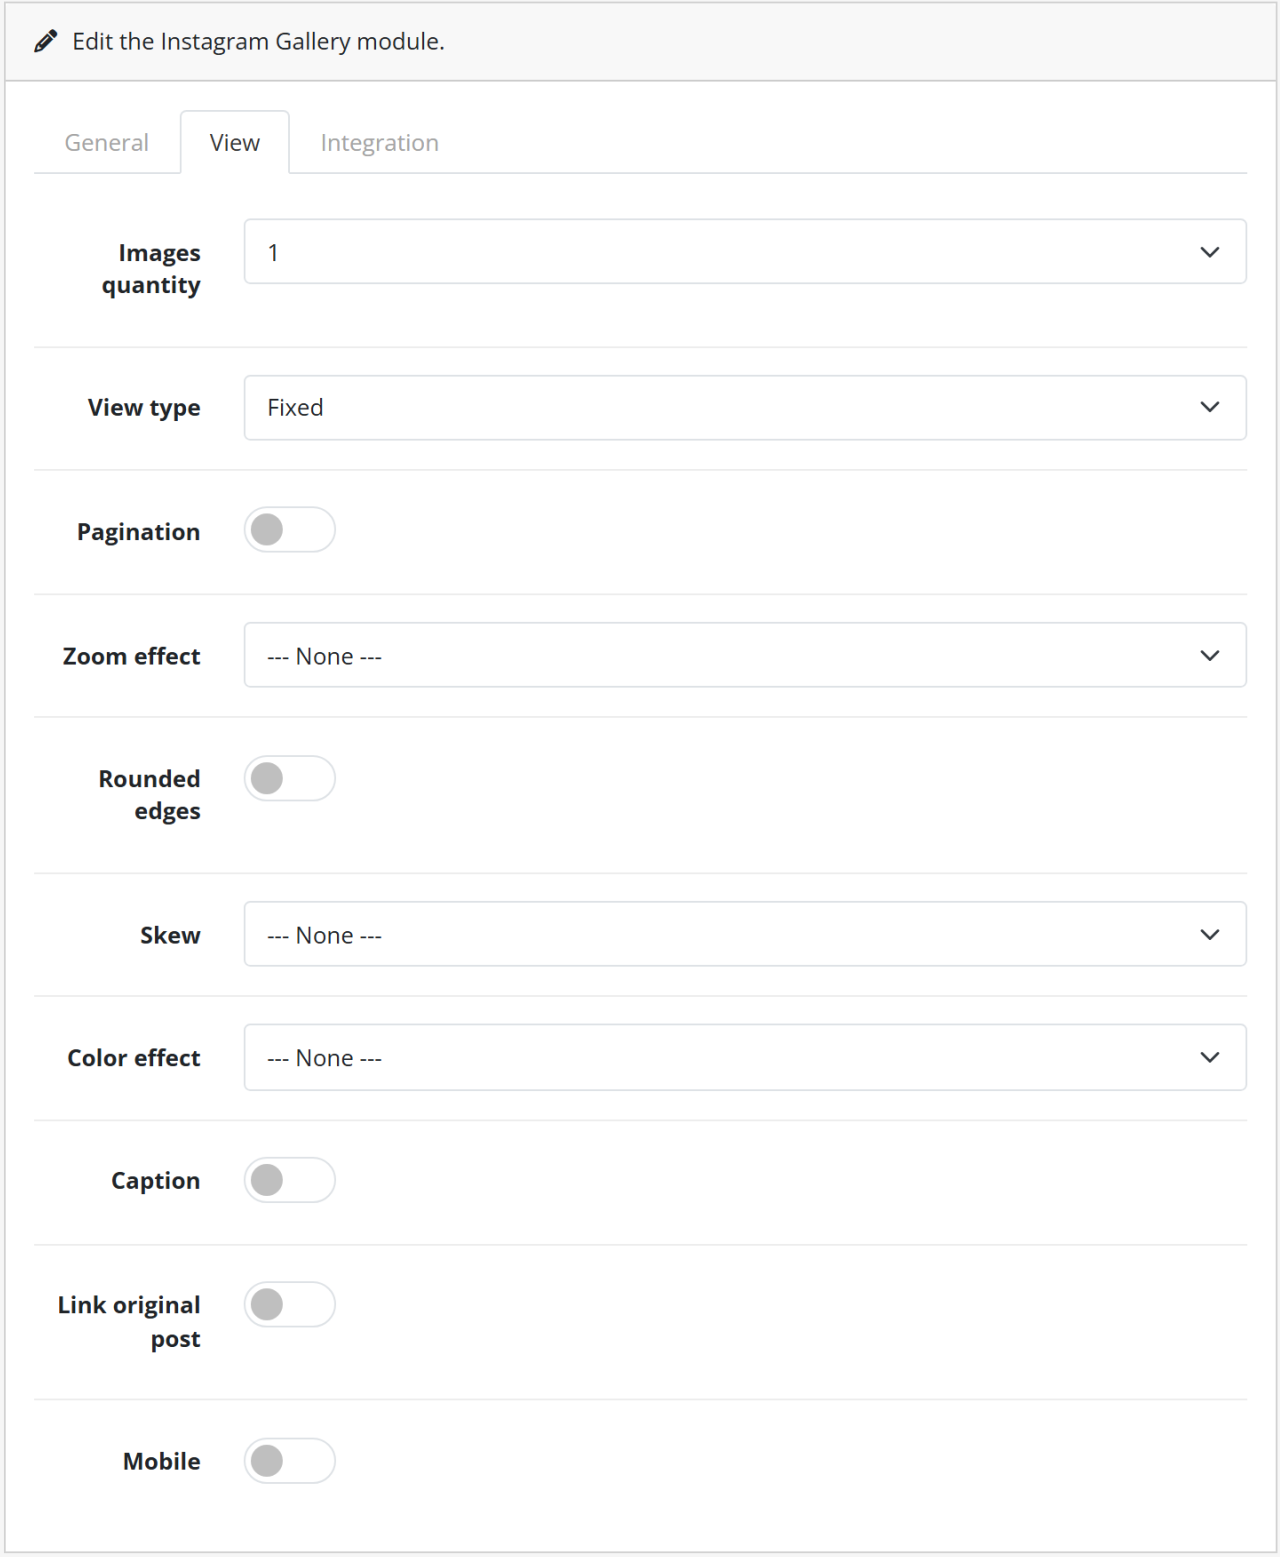 Edit the Instagram Gallery module.
General View Integration
Images
quantity
1
View type
Fixed
Pagination
Zoom effect
--- None ---
Rounded
edges
Skew
--- None ---
Color effect
--- None ---
Caption
Link original
post
Mobile